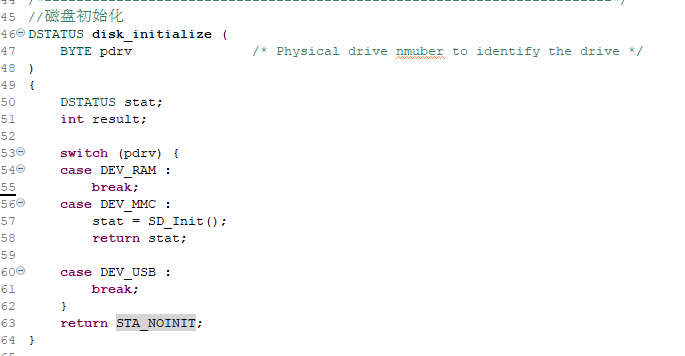 45 //磁盘初始化
46 DSTATUS disk_initialize (
47 BYTE pdrv /* Physical drive nmuber to identify the drive */
48 )
49 {
50 DSTATUS stat;
51 int result;
52
53 switch (pdrv) {
54 case DEV_RAM :
55 break;
56 case DEV_MMC :
57 stat = SD_Init();
58 return stat;
59
60 case DEV_USB :
61 break;
62 }
63 return STA_NOINIT;
64 }